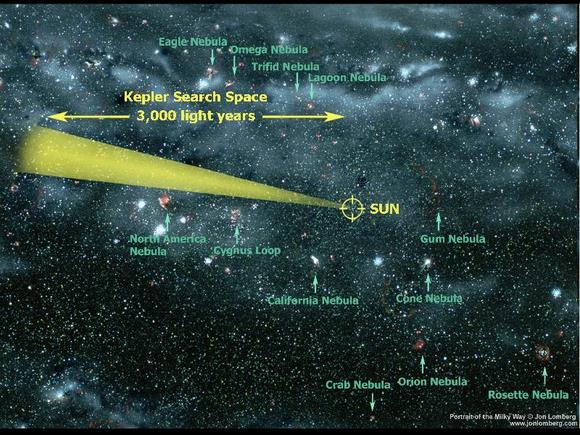 Eagle Nebula
Omega Nebula
Trifid Nebula
Lagoon Nebula
Kepler Search Space
3,000 light years
SUN
North America
Nebula
Cygnus Loop
Gum Nebula
California Nebula
Cone Nebula
Crab Nebula
Orion Nebula
Rosette Nebula
Portrait of the Milky Way © Jon Lomberg
www.jonlomberg.com